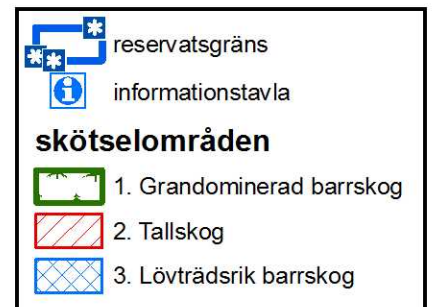 reservatsgräns
informationstavla
skötselområden
1. Grandominerad barrskog
2. Tallskog
3. Lövträdsrik barrskog